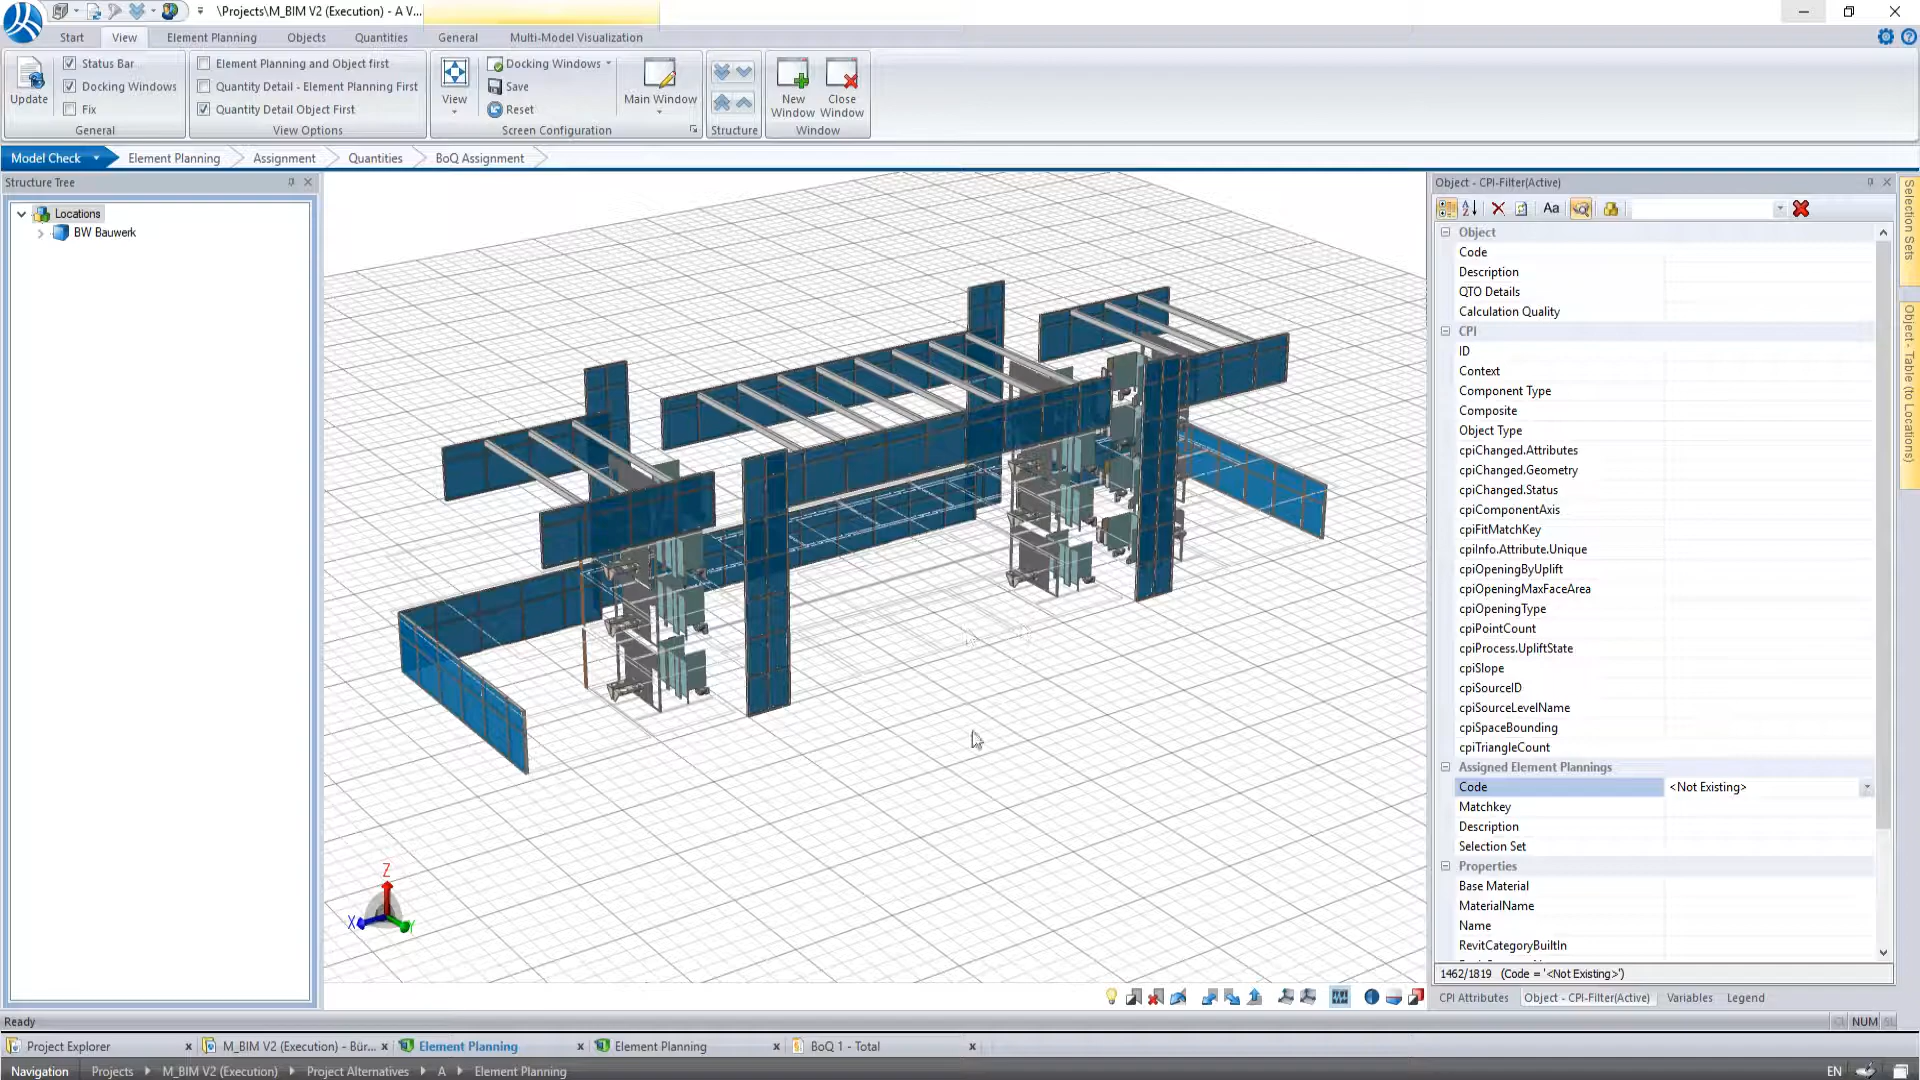 \Projects\M_BIM V2 (Execution) - A V...
Start
View
Element Planning
Objects
Quantities
General
Multi-Model Visualization
Update
Status Bar
Docking Windows
Fix
General
Element Planning and Object first
Quantity Detail - Element Planning First
Quantity Detail Object First
View Options
View
Docking Windows
Save
Reset
Screen Configuration
Main Window
Structure
New Window
Close Window
Window
Model Check
Element Planning
Assignment
Quantities
BoQ Assignment
Structure Tree
Locations
BW Bauwerk
Z
X
Y
Object - CPI-Filter(Active)
Aa
Object
Code
Description
QTO Details
Calculation Quality
CPI
ID
Context
Component Type
Composite
Object Type
cpiChanged.Attributes
cpiChanged.Geometry
cpiChanged.Status
cpiComponentAxis
cpiFitMatchKey
cpiInfo.Attribute.Unique
cpiOpeningByUplift
cpiOpeningMaxFaceArea
cpiOpeningType
cpiPointCount
cpiProcess.UpliftState
cpiSlope
cpiSourceID
cpiSourceLevelName
cpiSpaceBounding
cpiTriangleCount
Assigned Element Plannings
Code <Not Existing>
Matchkey
Description
Selection Set
Properties
Base Material
MaterialName
Name
RevitCategoryBuiltIn
1462/1819 (Code = '<Not Existing>')
CPI Attributes
Object - CPI-Filter(Active)
Variables
Legend
Selection Sets
Object - Table (to Locations)
Ready
NUM
Project Explorer
M_BIM V2 (Execution) - Bür...
Element Planning
Element Planning
BoQ 1 - Total
Navigation
Projects
M_BIM V2 (Execution)
Project Alternatives
A
Element Planning
EN